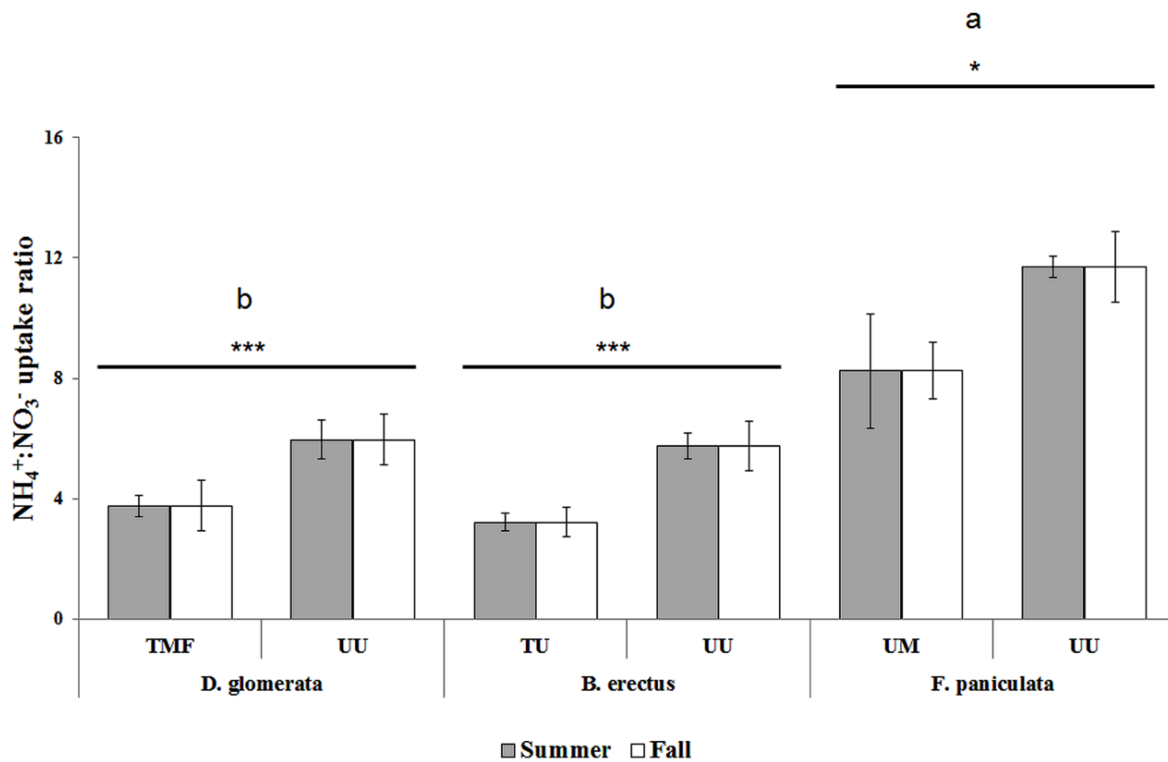 a
*
16
12
b
b
***
***
8
4
0
NH₄⁺:NO₃⁻ uptake ratio
TMF UU TU UU UM UU
D. glomerata B. erectus F. paniculata
Summer Fall